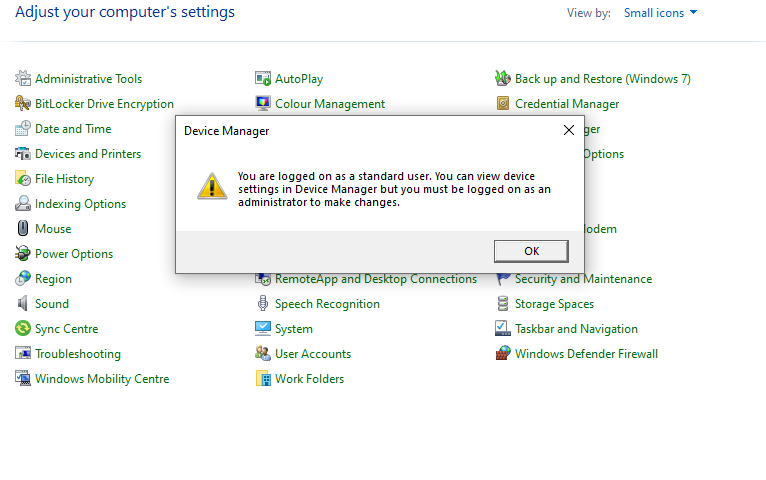 Adjust your computer's settings
View by: Small icons
Administrative Tools
AutoPlay
Back up and Restore (Windows 7)
BitLocker Drive Encryption
Colour Management
Credential Manager
Date and Time
Devices and Printers
Options
File History
Indexing Options
Mouse
Power Options
Device Manager
You are logged on as a standard user. You can view device
settings in Device Manager but you must be logged on as an
administrator to make changes.
OK
Region
RemoteApp and Desktop Connections
Security and Maintenance
Sound
Speech Recognition
Storage Spaces
Sync Centre
System
Taskbar and Navigation
Troubleshooting
User Accounts
Windows Defender Firewall
Windows Mobility Centre
Work Folders